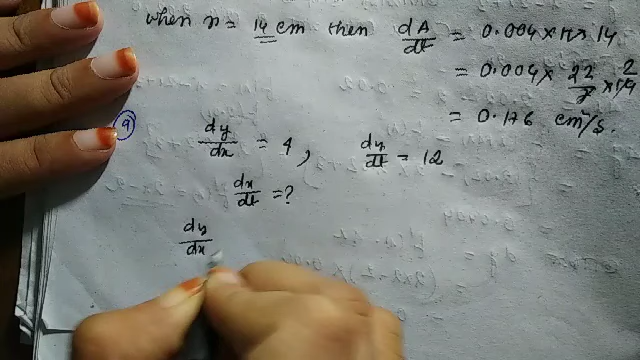 when r = 14 cm then dA/dt = 0.004 × π × 14
= 0.004 × 22/7 × 14 2
= 0.176 cm²/s.
9 dy/dx = 4, dy/dt = 12
dx/dt = ?
dy/dx